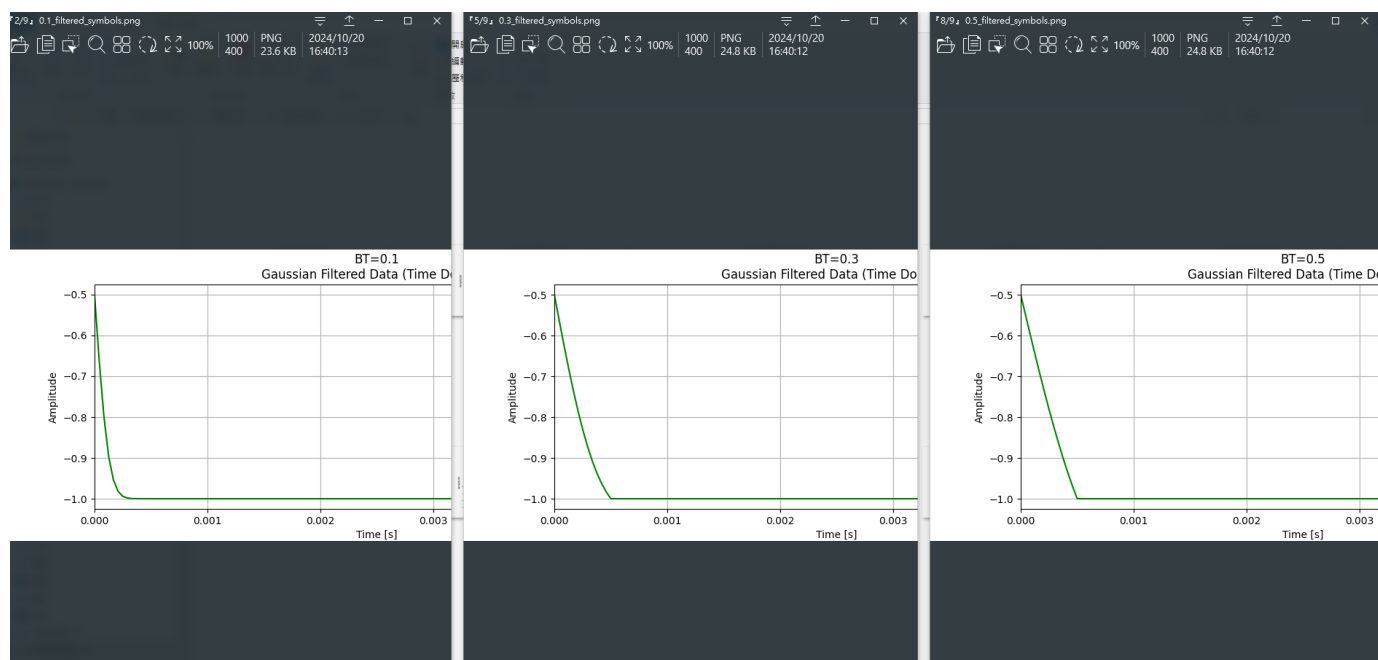 『2/9』 0.1_filtered_symbols.png
100%
1000
400
PNG
23.6 KB
2024/10/20
16:40:13
BT=0.1
Gaussian Filtered Data (Time D
Amplitude
−0.5
−0.6
−0.7
−0.8
−0.9
−1.0
0.000 0.001 0.002 0.003
Time [s]
『5/9』 0.3_filtered_symbols.png
100%
1000
400
PNG
24.8 KB
2024/10/20
16:40:12
BT=0.3
Gaussian Filtered Data (Time Do
Amplitude
−0.5
−0.6
−0.7
−0.8
−0.9
−1.0
0.000 0.001 0.002 0.003
Time [s]
『8/9』 0.5_filtered_symbols.png
100%
1000
400
PNG
24.8 KB
2024/10/20
16:40:12
BT=0.5
Gaussian Filtered Data (Time D
Amplitude
−0.5
−0.6
−0.7
−0.8
−0.9
−1.0
0.000 0.001 0.002 0.003
Time [s]